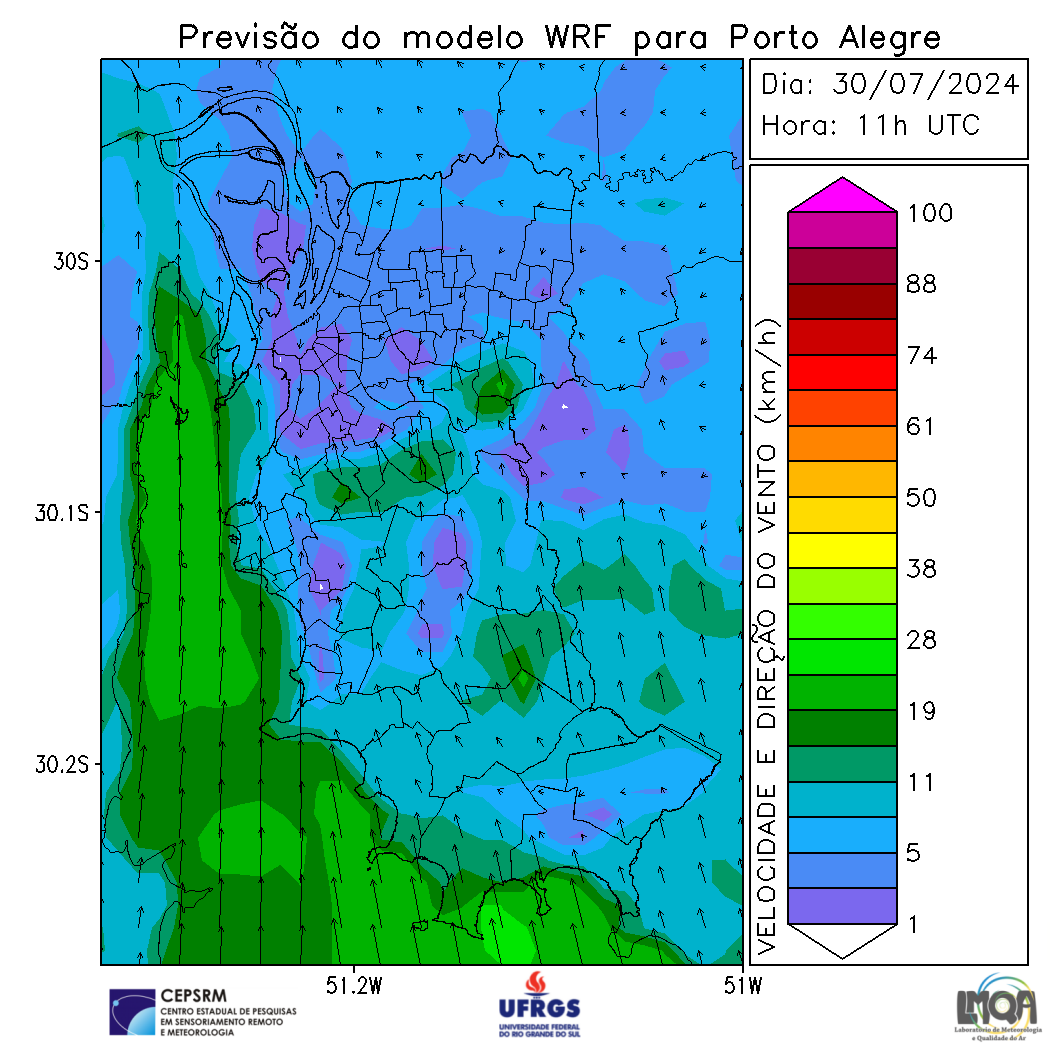 Previsão do modelo WRF para Porto Alegre
Dia: 30/07/2024
Hora: 11h UTC
30S
30.1S
30.2S
51.2W
51W
VELOCIDADE E DIREÇÃO DO VENTO (km/h)
100
88
74
61
50
38
28
19
11
5
1
CEPSRM
CENTRO ESTADUAL DE PESQUISAS
EM SENSORIAMENTO REMOTO
E METEOROLOGIA
UFRGS
UNIVERSIDADE FEDERAL
DO RIO GRANDE DO SUL
LMQA
Laboratório de Meteorologia
e Qualidade do Ar